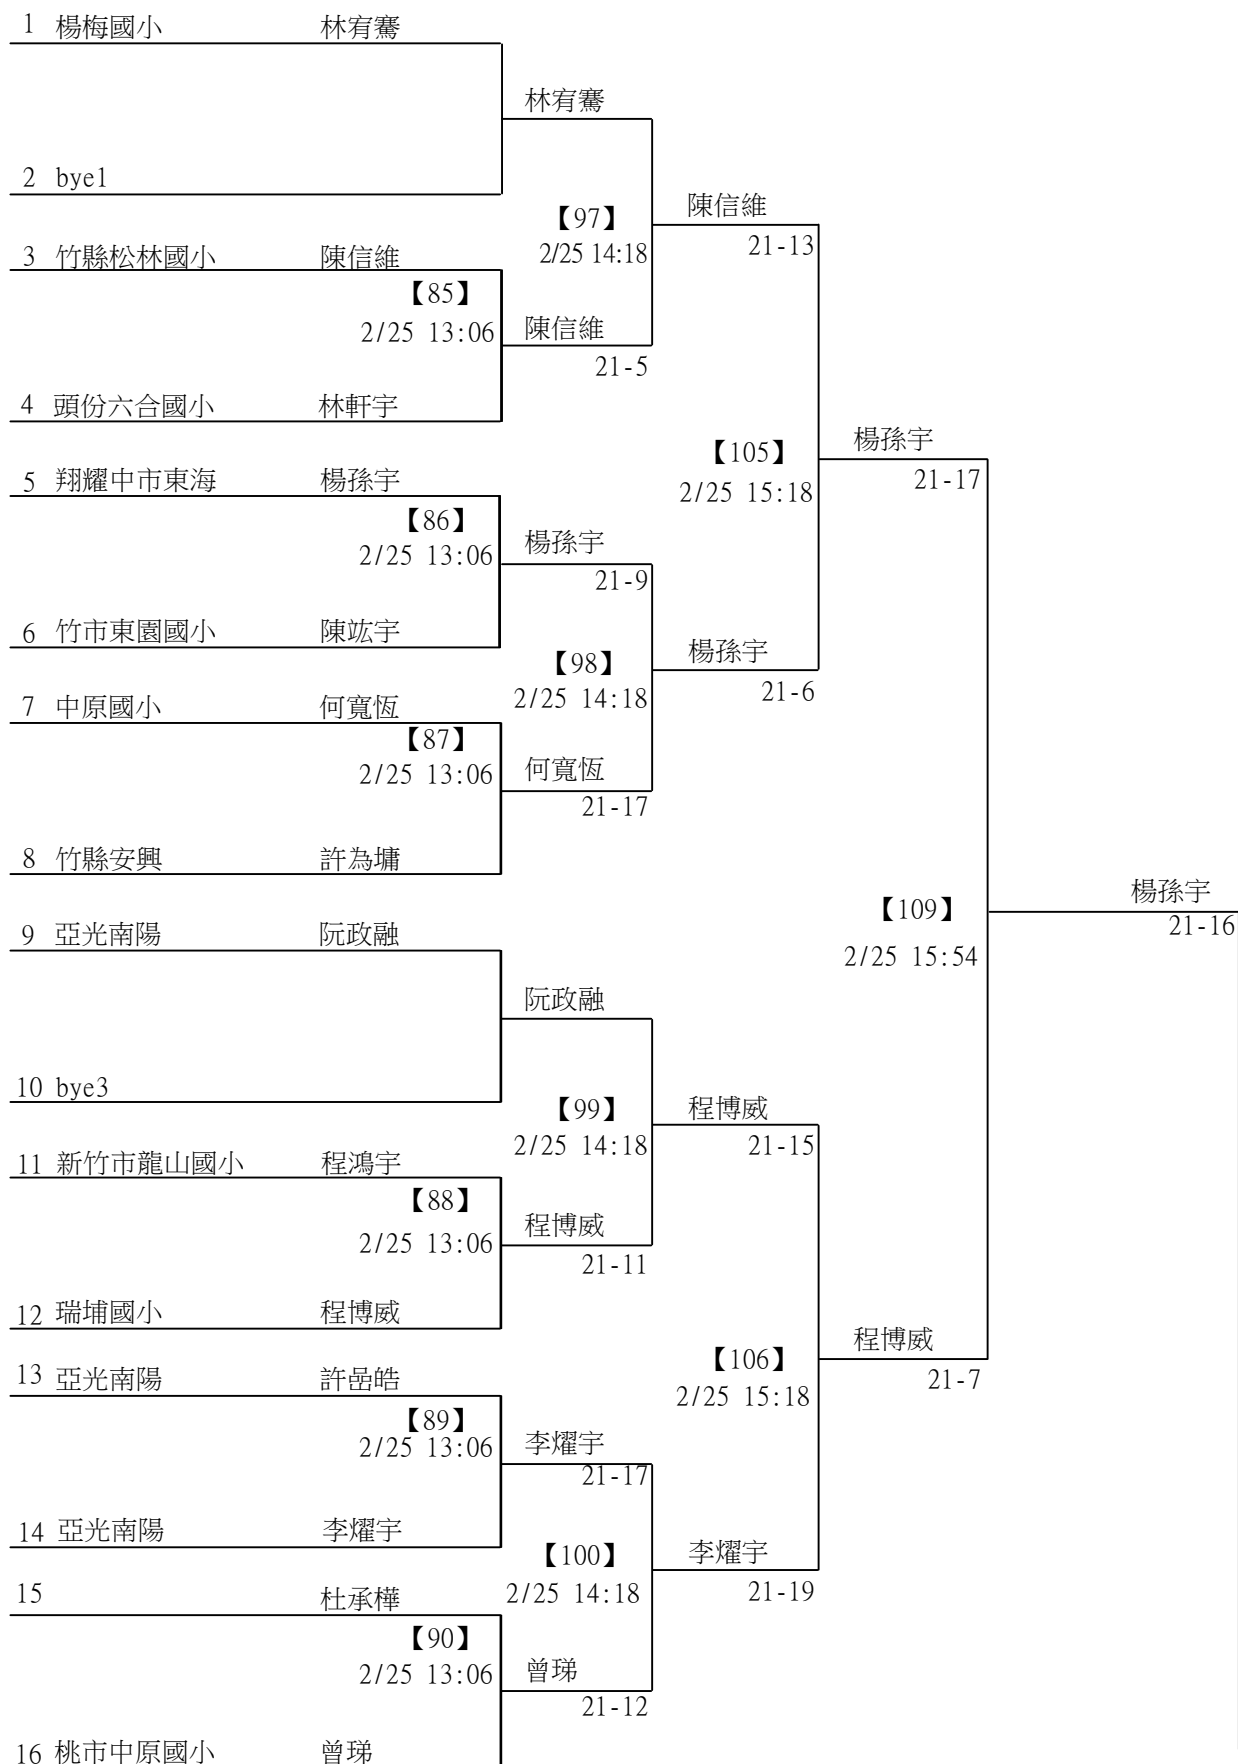 1 楊梅國小 林宥騫
林宥騫
2 bye1
【97】
2/25 14:18
陳信維
21-13
3 竹縣松林國小 陳信維
【85】
2/25 13:06
陳信維
21-5
4 頭份六合國小 林軒宇
【105】
2/25 15:18
楊孫宇
21-17
5 翔耀中市東海 楊孫宇
【86】
2/25 13:06
楊孫宇
21-9
6 竹市東園國小 陳竑宇
【98】
2/25 14:18
楊孫宇
21-6
7 中原國小 何寬恆
【87】
2/25 13:06
何寬恆
21-17
8 竹縣安興 許為墉
【109】
2/25 15:54
楊孫宇
21-16
9 亞光南陽 阮政融
阮政融
10 bye3
【99】
2/25 14:18
程博威
21-15
11 新竹市龍山國小 程鴻宇
【88】
2/25 13:06
程博威
21-11
12 瑞埔國小 程博威
【106】
2/25 15:18
程博威
21-7
13 亞光南陽 許嵒皓
【89】
2/25 13:06
李燿宇
21-17
14 亞光南陽 李燿宇
【100】
2/25 14:18
李燿宇
21-19
15 杜承樺
【90】
2/25 13:06
曾珶
21-12
16 桃市中原國小 曾珶